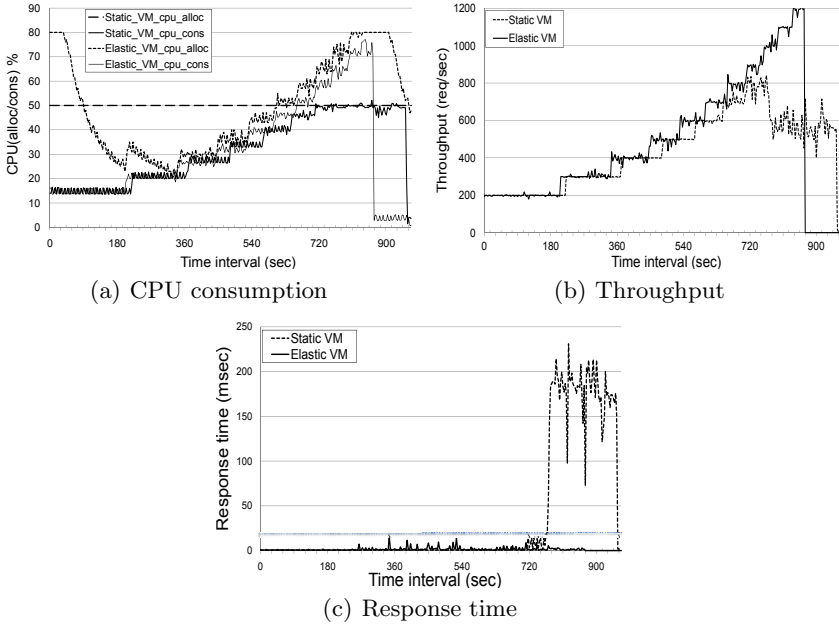 Static_VM_cpu_alloc
Static_VM_cpu_cons
Elastic_VM_cpu_alloc
Elastic_VM_cpu_cons
CPU(alloc/cons) %
90
80
70
60
50
40
30
20
10
0
0 180 360 540 720 900
Time interval (sec)
(a) CPU consumption
Static VM
Elastic VM
Throughput (req/sec)
1200
1000
800
600
400
200
0
0 180 360 540 720 900
Time interval (sec)
(b) Throughput
Static VM
Elastic VM
Response time (msec)
250
200
150
100
50
0
0 180 360 540 720 900
Time interval (sec)
(c) Response time